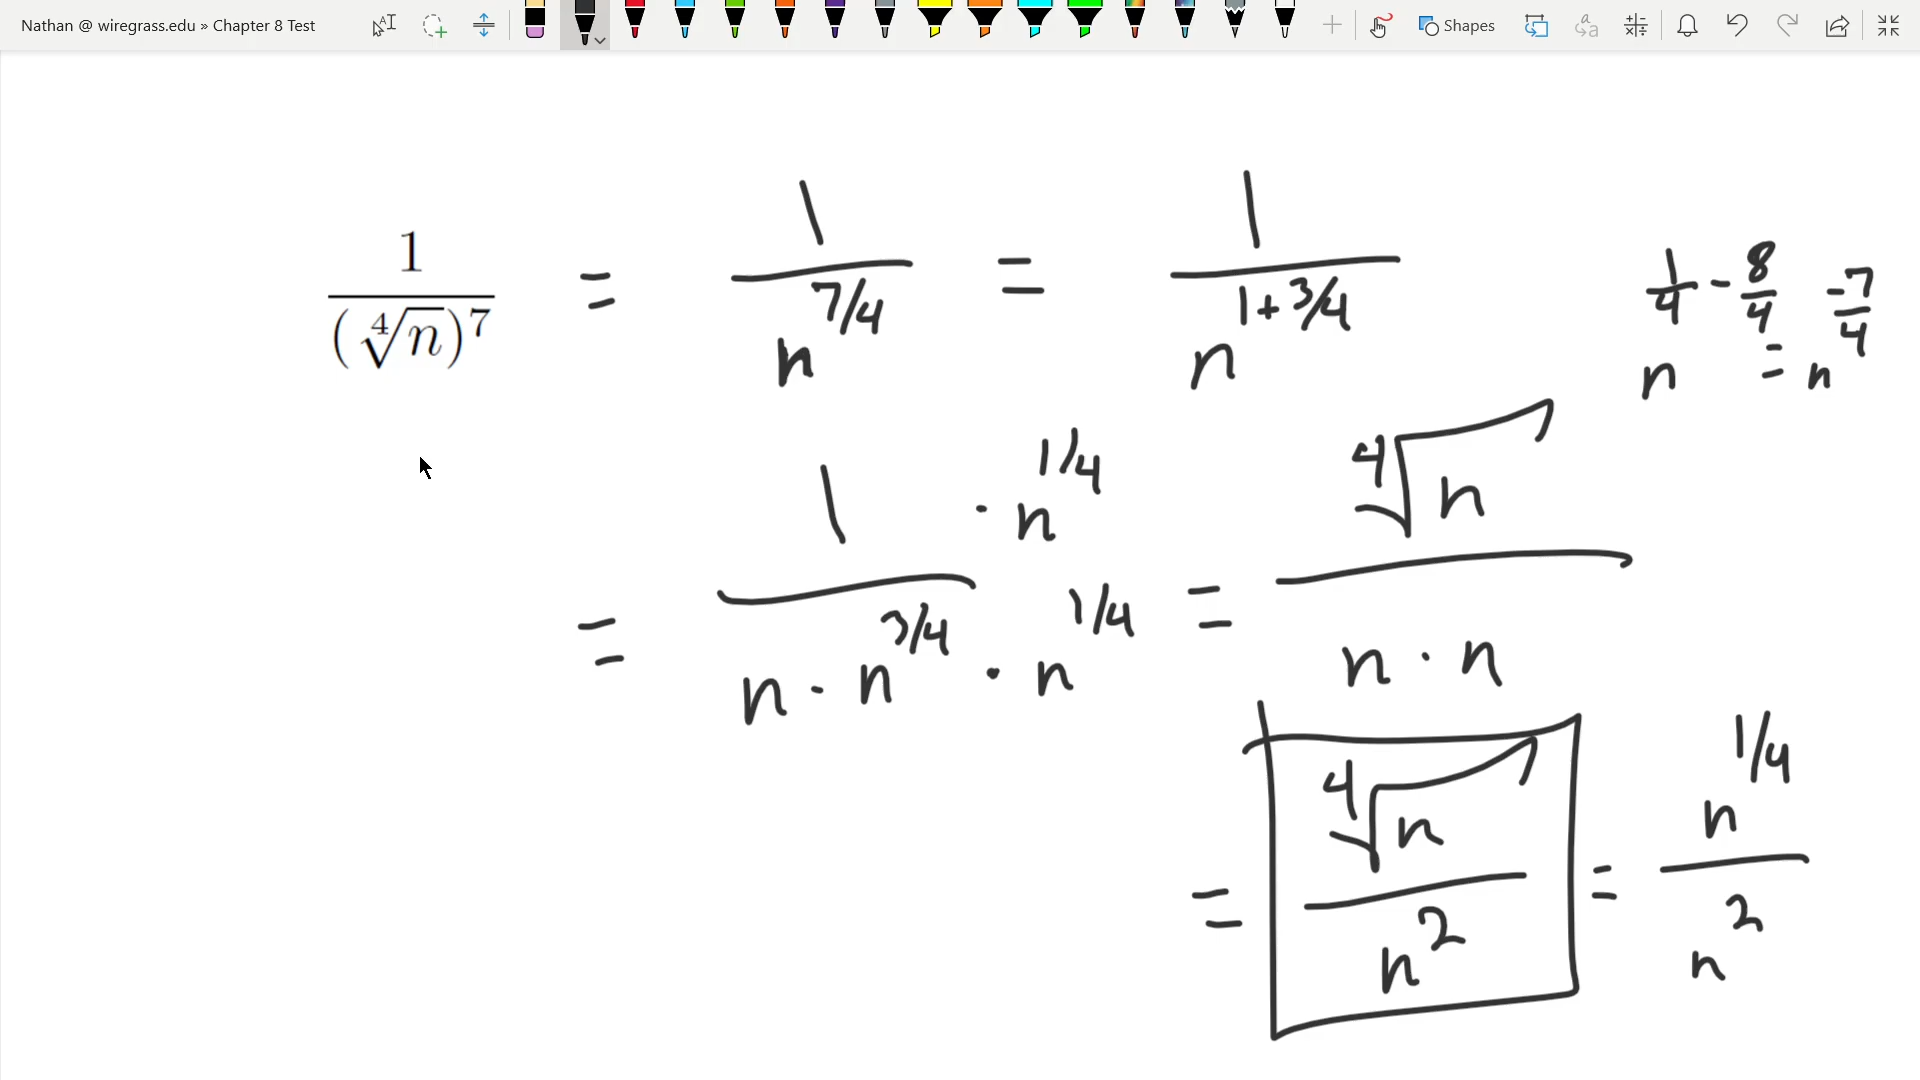 Nathan @ wiregrass.edu » Chapter 8 Test Shapes
1/(∜n)^7 = 1/n^(7/4) = 1/n^(1+3/4)
n^(1/4 - 8/4) = n^(-7/4)
= (1 · n^(1/4))/(n · n^(3/4) · n^(1/4)) = ∜n/(n · n)
= ∜n/n^2 = n^(1/4)/n^2